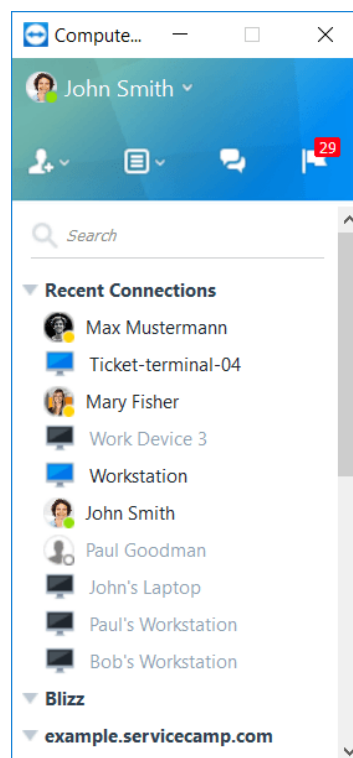 Compute...
John Smith
29
Search
Recent Connections
Max Mustermann
Ticket-terminal-04
Mary Fisher
Work Device 3
Workstation
John Smith
Paul Goodman
John's Laptop
Paul's Workstation
Bob's Workstation
Blizz
example.servicecamp.com